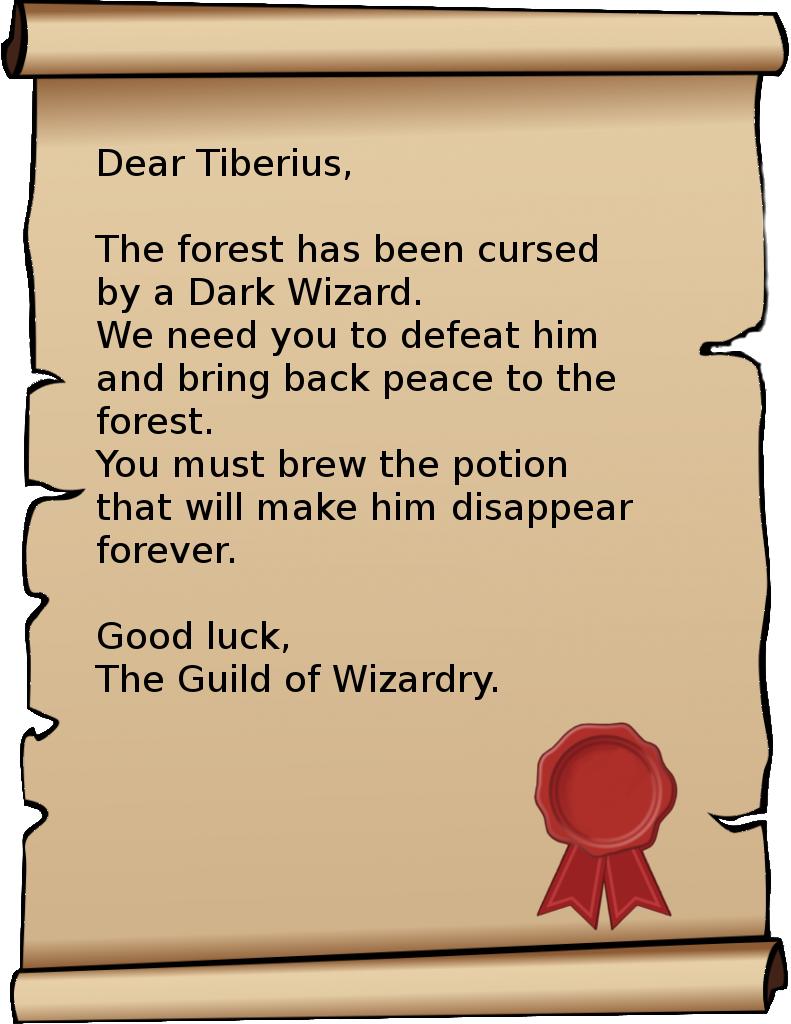 Dear Tiberius,
The forest has been cursed
by a Dark Wizard.
We need you to defeat him
and bring back peace to the
forest.
You must brew the potion
that will make him disappear
forever.
Good luck,
The Guild of Wizardry.